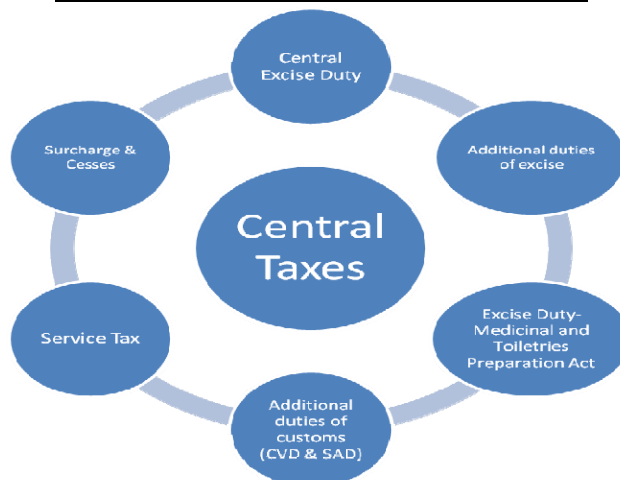 Central
Excise Duty
Additional duties
of excise
Excise Duty-
Medicinal and
Toiletries
Preparation Act
Additional
duties of
customs
(CVD & SAD)
Service Tax
Surcharge &
Cesses
Central
Taxes